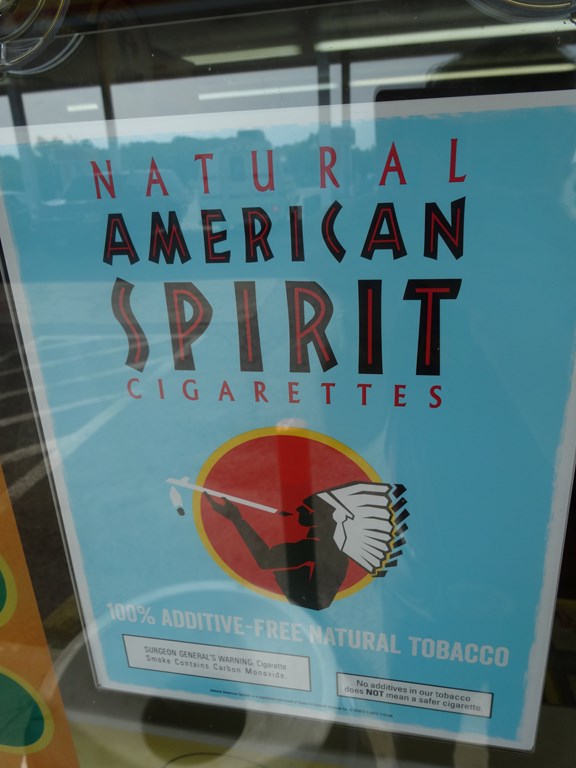 NATURAL
AMERICAN
SPIRIT
CIGARETTES
100% ADDITIVE-FREE NATURAL TOBACCO
SURGEON GENERAL'S WARNING: Cigarette
Smoke Contains Carbon Monoxide.
No additives in our tobacco
does NOT mean a safer cigarette.